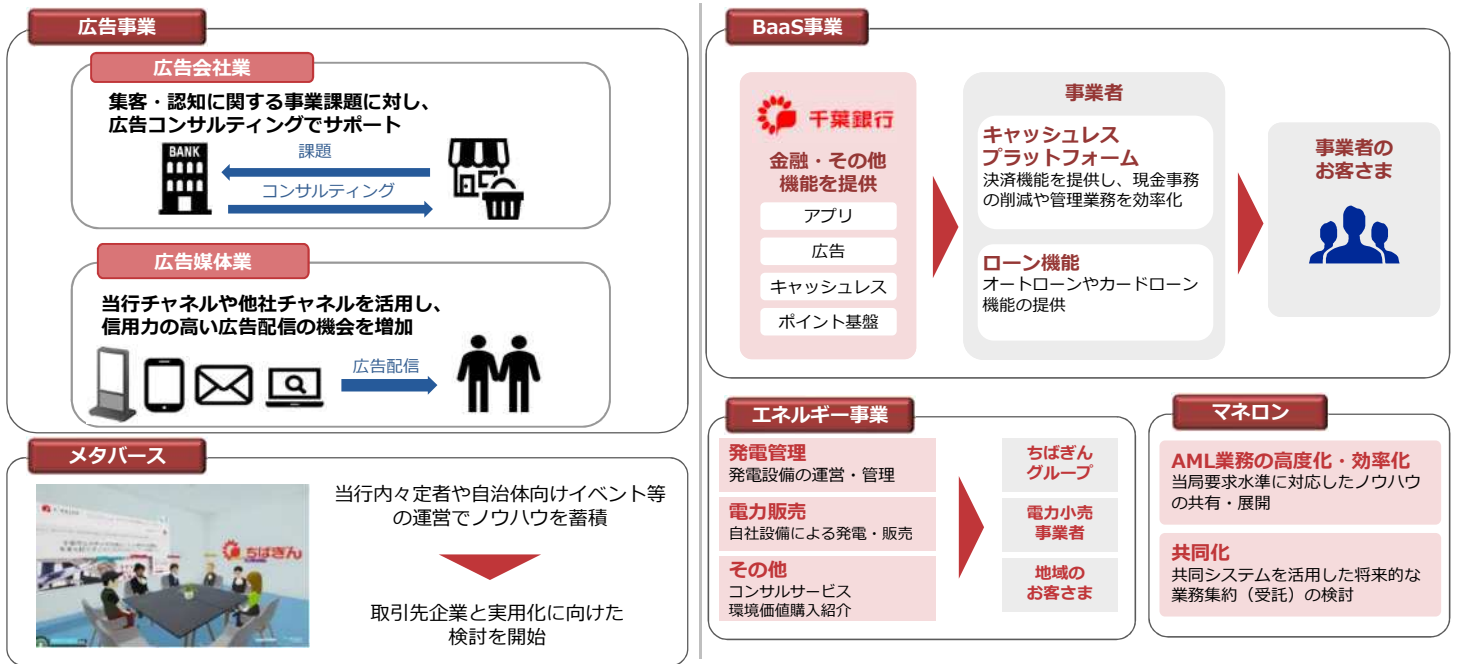 広告事業
広告会社業
集客・認知に関する事業課題に対し、
広告コンサルティングでサポート
BANK
課題
コンサルティング
広告媒体業
当行チャネルや他社チャネルを活用し、
信用力の高い広告配信の機会を増加
広告配信
メタバース
ちばぎん
当行内々定者や自治体向けイベント等
の運営でノウハウを蓄積
取引先企業と実用化に向けた
検討を開始
BaaS事業
千葉銀行
金融・その他
機能を提供
アプリ
広告
キャッシュレス
ポイント基盤
事業者
キャッシュレス
プラットフォーム
決済機能を提供し、現金事務
の削減や管理業務を効率化
ローン機能
オートローンやカードローン
機能の提供
事業者の
お客さま
エネルギー事業
発電管理
発電設備の運営・管理
電力販売
自社設備による発電・販売
その他
コンサルサービス
環境価値購入紹介
ちばぎん
グループ
電力小売
事業者
地域の
お客さま
マネロン
AML業務の高度化・効率化
当局要求水準に対応したノウハウ
の共有・展開
共同化
共同システムを活用した将来的な
業務集約（受託）の検討